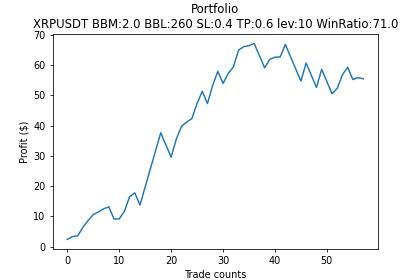 Portfolio
XRPUSDT BBM:2.0 BBL:260 SL:0.4 TP:0.6 lev:10 WinRatio:71.0
70
60
50
40
30
20
10
0
Profit ($)
0 10 20 30 40 50
Trade counts